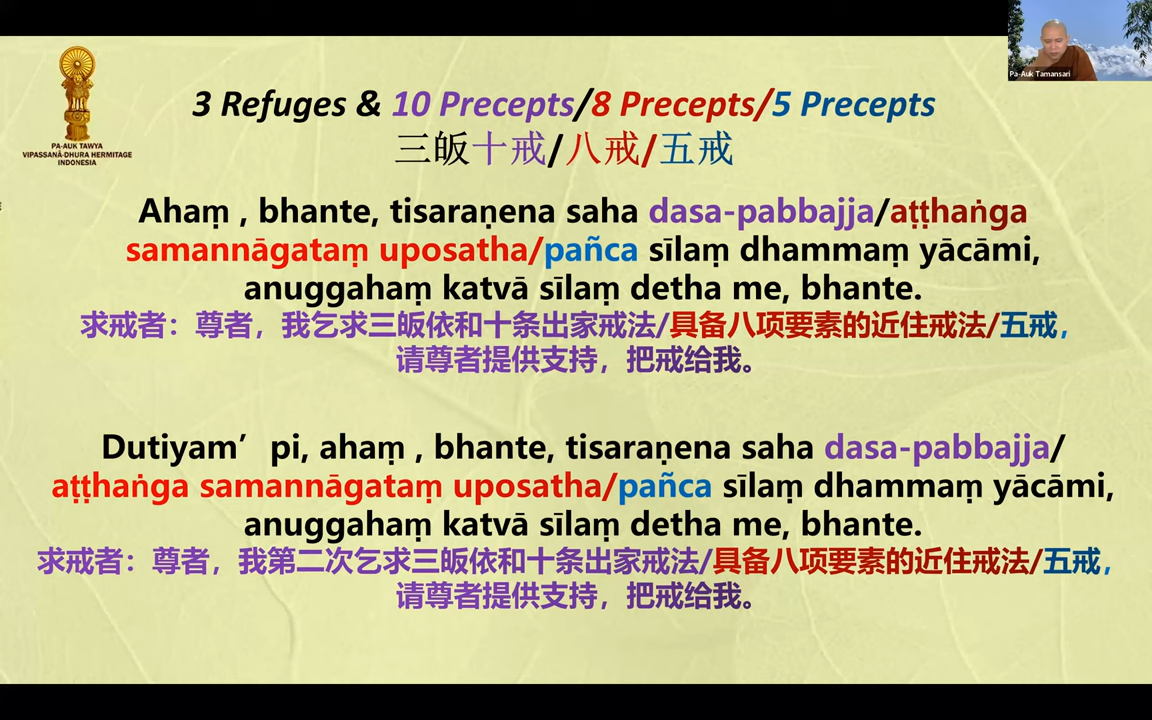 Pa-Auk Tamansari
PA-AUK TAWYA
VIPASSANĀ-DHURA HERMITAGE
INDONESIA
3 Refuges & 10 Precepts/8 Precepts/5 Precepts
三皈十戒/八戒/五戒
Ahaṃ , bhante, tisaraṇena saha dasa-pabbajja/aṭṭhaṅga
samannāgataṃ uposatha/pañca sīlaṃ dhammaṃ yācāmi,
anuggahaṃ katvā sīlaṃ detha me, bhante.
求戒者：尊者，我乞求三皈依和十条出家戒法/具备八项要素的近住戒法/五戒，
请尊者提供支持，把戒给我。
Dutiyam’ pi, ahaṃ , bhante, tisaraṇena saha dasa-pabbajja/
aṭṭhaṅga samannāgataṃ uposatha/pañca sīlaṃ dhammaṃ yācāmi,
anuggahaṃ katvā sīlaṃ detha me, bhante.
求戒者：尊者，我第二次乞求三皈依和十条出家戒法/具备八项要素的近住戒法/五戒，
请尊者提供支持，把戒给我。